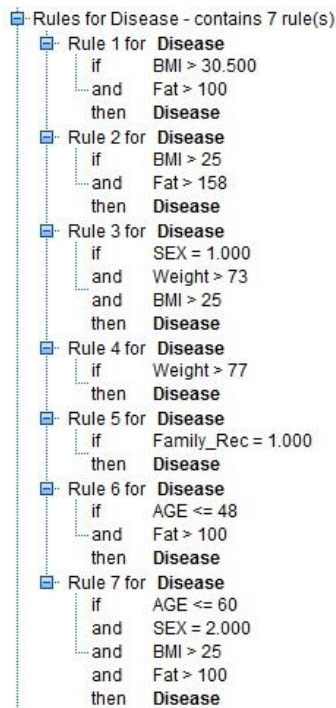 Rules for Disease - contains 7 rule(s)
Rule 1 for Disease
if BMI > 30.500
and Fat > 100
then Disease
Rule 2 for Disease
if BMI > 25
and Fat > 158
then Disease
Rule 3 for Disease
if SEX = 1.000
and Weight > 73
and BMI > 25
then Disease
Rule 4 for Disease
if Weight > 77
then Disease
Rule 5 for Disease
if Family_Rec = 1.000
then Disease
Rule 6 for Disease
if AGE <= 48
and Fat > 100
then Disease
Rule 7 for Disease
if AGE <= 60
and SEX = 2.000
and BMI > 25
and Fat > 100
then Disease